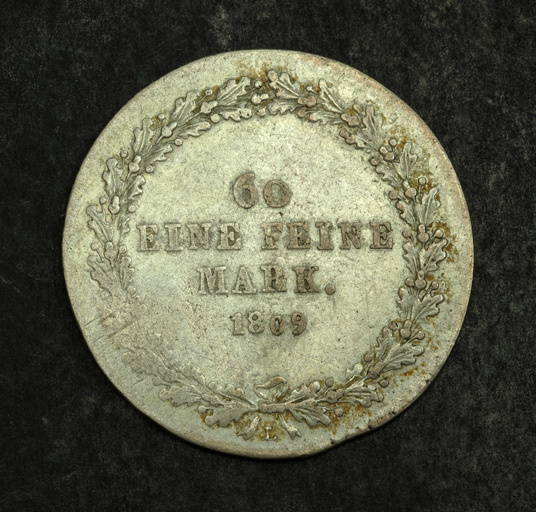 60
EINE FEINE
MARK.
1809
L